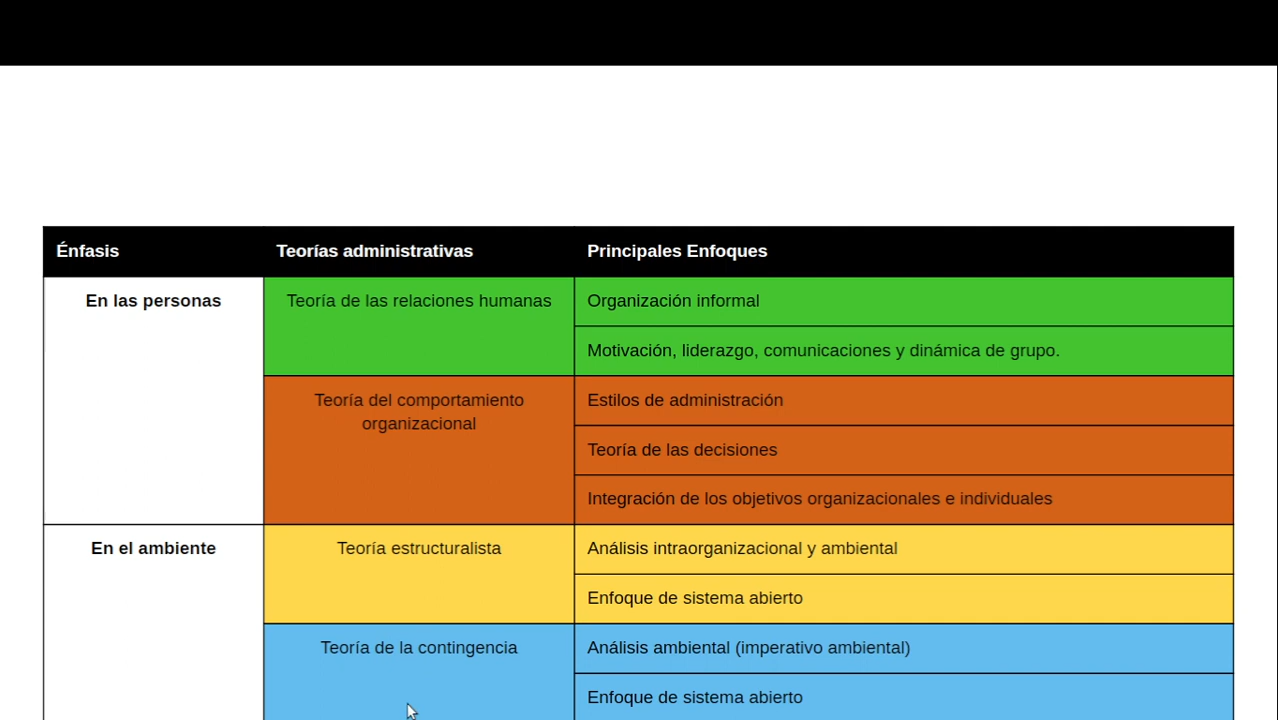 Énfasis Teorías administrativas Principales Enfoques
En las personas Teoría de las relaciones humanas Organización informal
Motivación, liderazgo, comunicaciones y dinámica de grupo.
Teoría del comportamiento
organizacional
Estilos de administración
Teoría de las decisiones
Integración de los objetivos organizacionales e individuales
En el ambiente Teoría estructuralista Análisis intraorganizacional y ambiental
Enfoque de sistema abierto
Teoría de la contingencia Análisis ambiental (imperativo ambiental)
Enfoque de sistema abierto